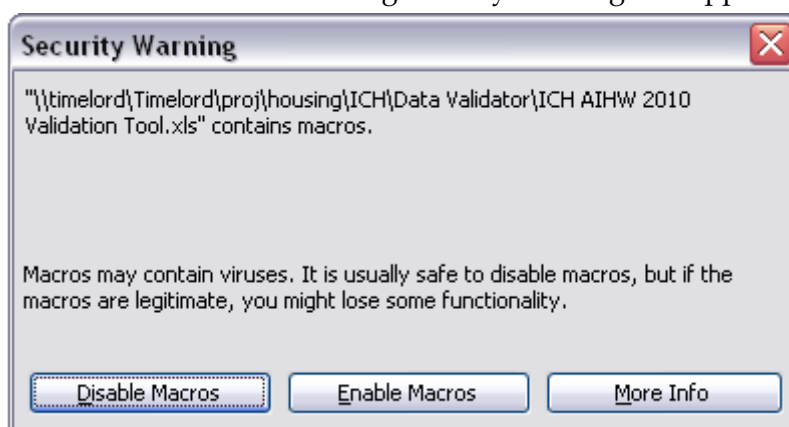 Security Warning
"\\timelord\Timelord\proj\housing\ICH\Data Validator\ICH AIHW 2010
Validation Tool.xls" contains macros.
Macros may contain viruses. It is usually safe to disable macros, but if the
macros are legitimate, you might lose some functionality.
Disable Macros Enable Macros More Info